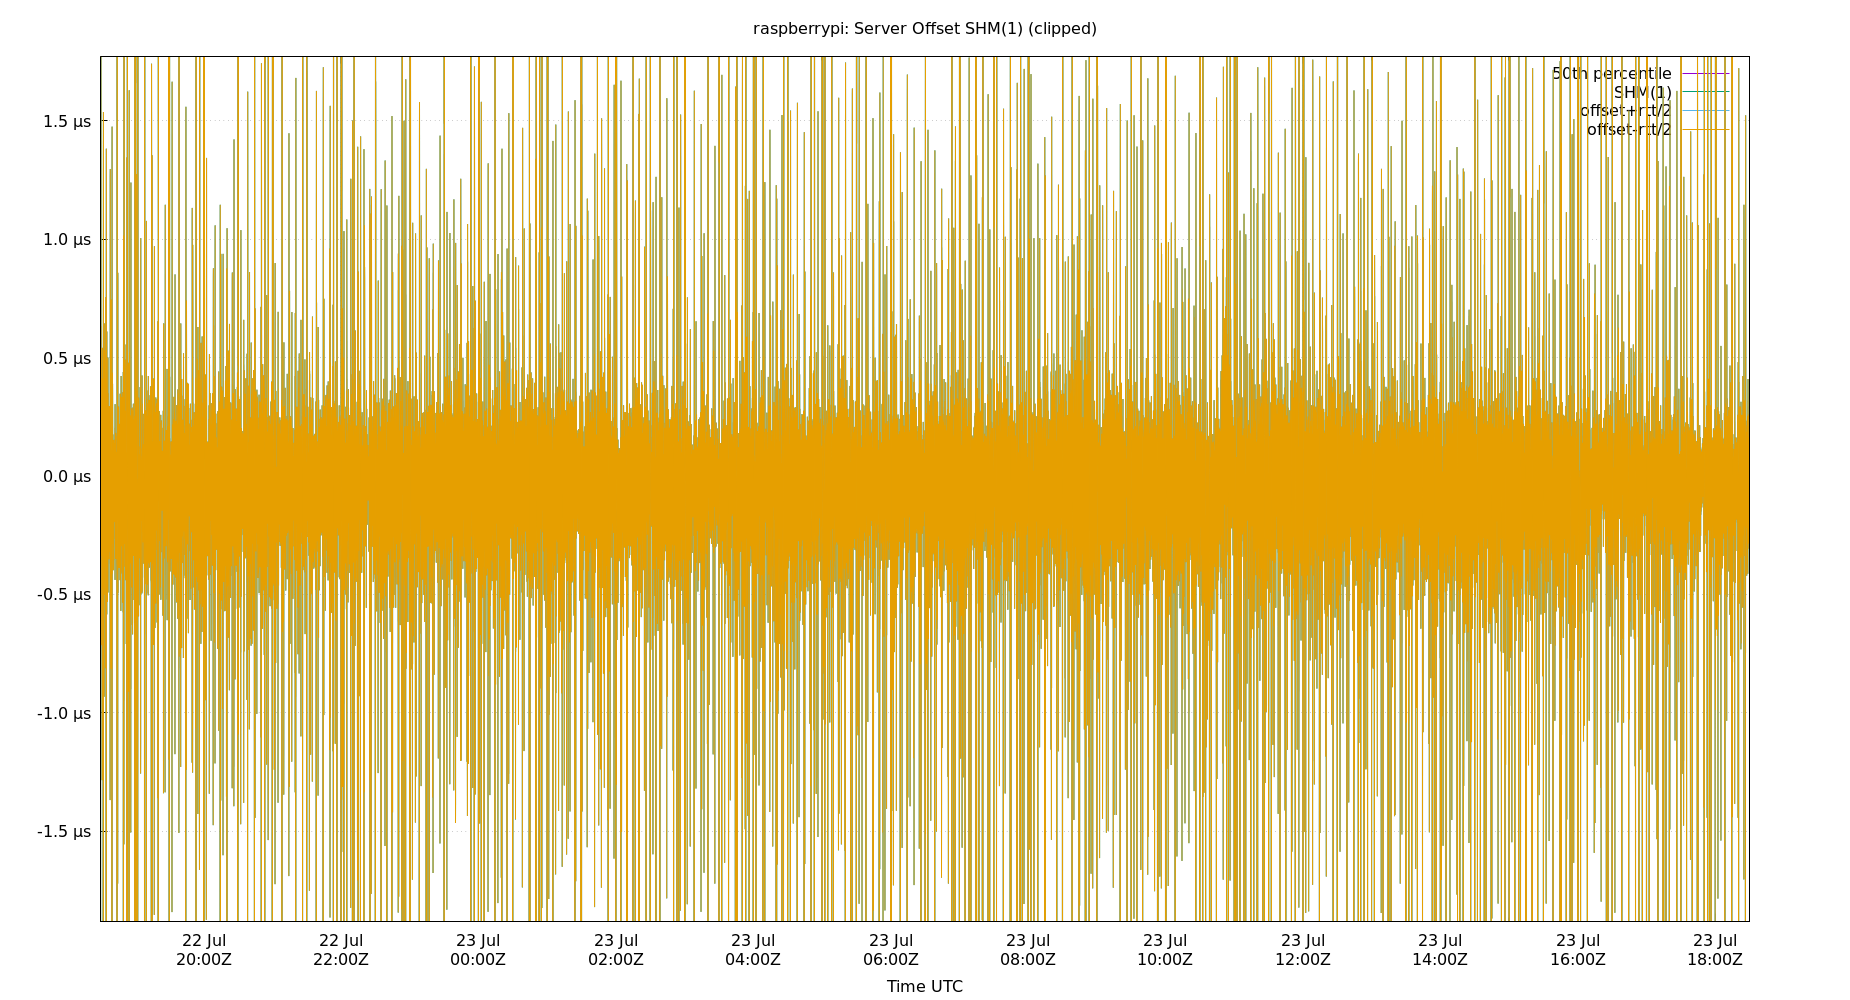 raspberrypi: Server Offset SHM(1) (clipped)
50th percentile
SHM(1)
offset+rtt/2
offset-rtt/2
1.5 µs
1.0 µs
0.5 µs
0.0 µs
-0.5 µs
-1.0 µs
-1.5 µs
22 Jul 22 Jul 23 Jul 23 Jul 23 Jul 23 Jul 23 Jul 23 Jul 23 Jul 23 Jul 23 Jul 23 Jul
20:00Z 22:00Z 00:00Z 02:00Z 04:00Z 06:00Z 08:00Z 10:00Z 12:00Z 14:00Z 16:00Z 18:00Z
Time UTC